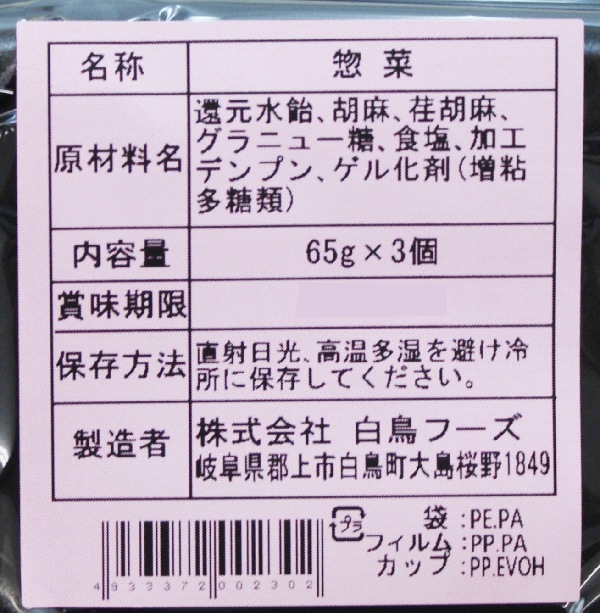 名称 惣菜
原材料名 還元水飴、胡麻、荏胡麻、
グラニュー糖、食塩、加工
デンプン、ゲル化剤(増粘
多糖類)
内容量 65g×3個
賞味期限
保存方法 直射日光、高温多湿を避け冷
所に保存してください。
製造者 株式会社 白鳥フーズ
岐阜県郡上市白鳥町大島桜野1849
プラ 袋:PE.PA
フィルム:PP.PA
カップ:PP.EVOH
4933372002302